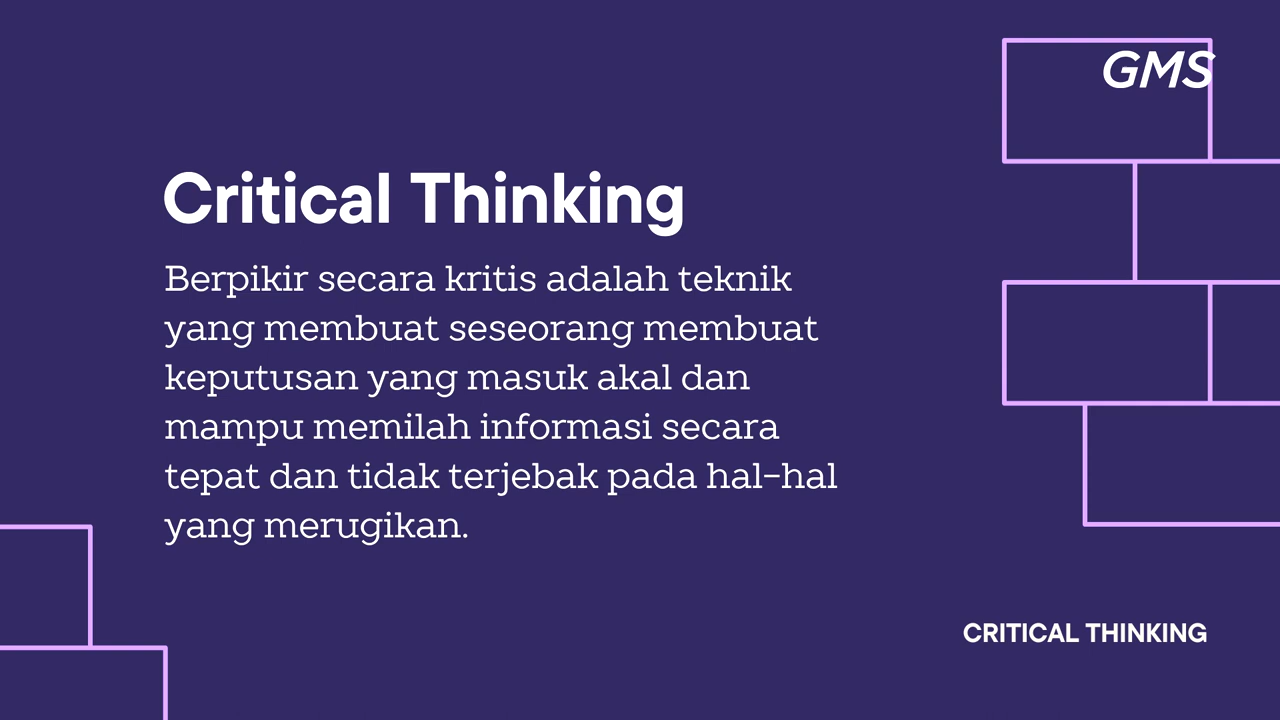 GMS
Critical Thinking
Berpikir secara kritis adalah teknik
yang membuat seseorang membuat
keputusan yang masuk akal dan
mampu memilah informasi secara
tepat dan tidak terjebak pada hal-hal
yang merugikan.
CRITICAL THINKING